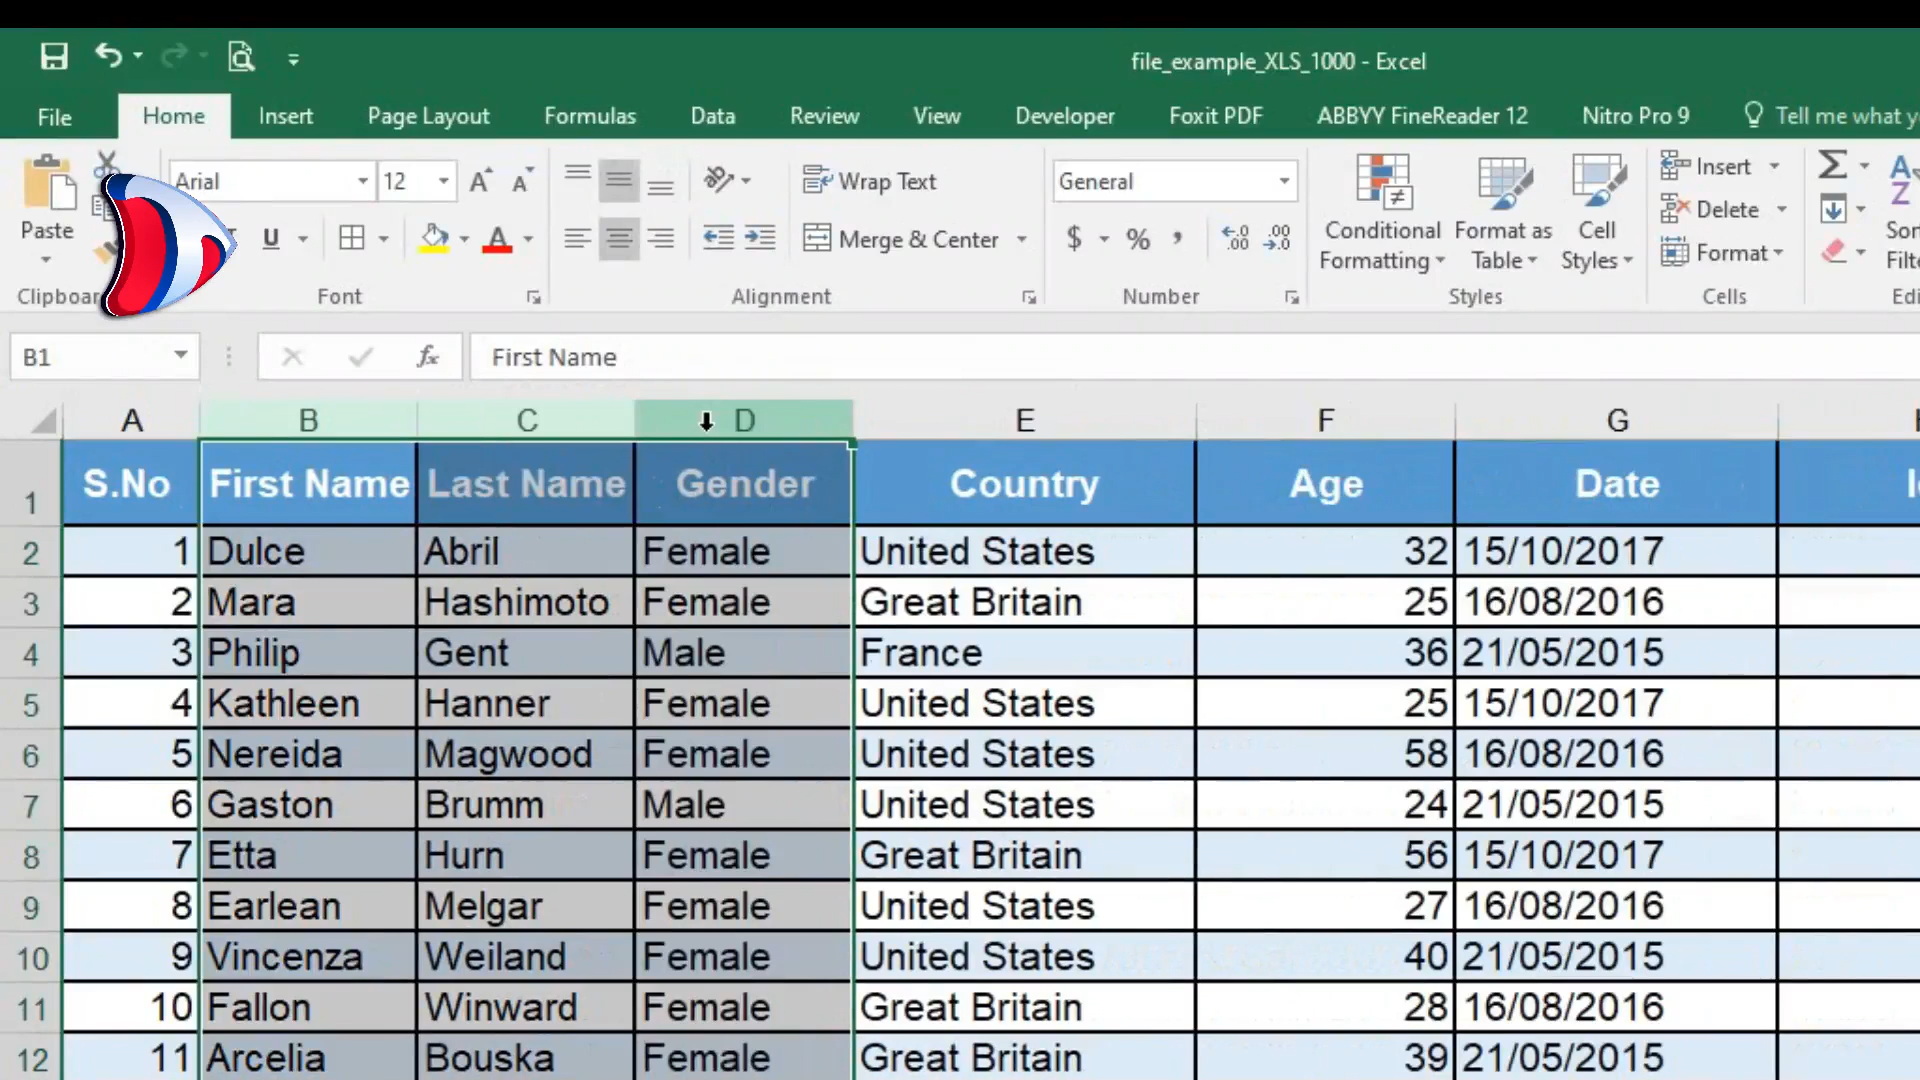 file_example_XLS_1000 - Excel
File Home Insert Page Layout Formulas Data Review View Developer Foxit PDF ABBYY FineReader 12 Nitro Pro 9 Tell me what
Arial 12 Wrap Text General Insert
Paste U Merge & Center $ % , Conditional Formatting Format as Table Cell Styles Delete
Format
Font Alignment Number Styles Cells
B1 fx First Name
A B C D E F G
1 S.No First Name Last Name Gender Country Age Date
2 1 Dulce Abril Female United States 32 15/10/2017
3 2 Mara Hashimoto Female Great Britain 25 16/08/2016
4 3 Philip Gent Male France 36 21/05/2015
5 4 Kathleen Hanner Female United States 25 15/10/2017
6 5 Nereida Magwood Female United States 58 16/08/2016
7 6 Gaston Brumm Male United States 24 21/05/2015
8 7 Etta Hurn Female Great Britain 56 15/10/2017
9 8 Earlean Melgar Female United States 27 16/08/2016
10 9 Vincenza Weiland Female United States 40 21/05/2015
11 10 Fallon Winward Female Great Britain 28 16/08/2016
12 11 Arcelia Bouska Female Great Britain 39 21/05/2015